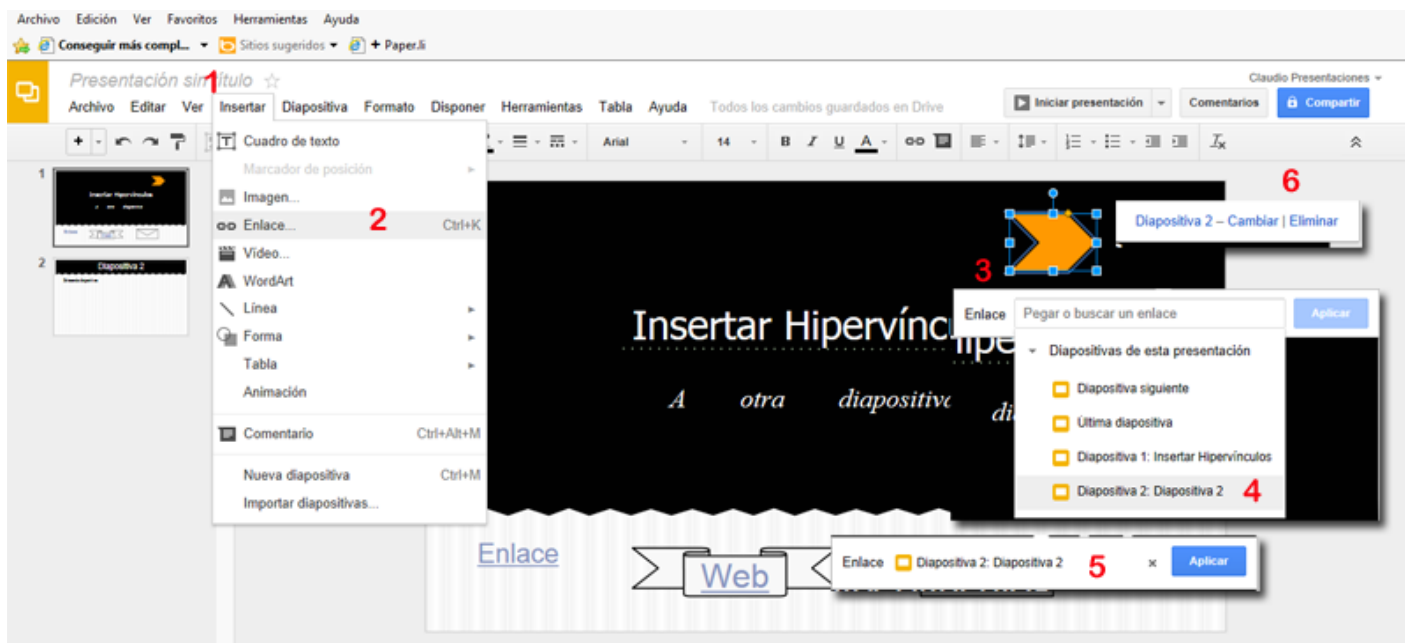 Archivo Edición Ver Favoritos Herramientas Ayuda
Conseguir más compl... Sitios sugeridos + Paper.li
Presentación sin título
Claudio Presentaciones
1
Archivo Editar Ver Insertar Diapositiva Formato Disponer Herramientas Tabla Ayuda Todos los cambios guardados en Drive Iniciar presentación Comentarios Compartir
Arial 14 B I U A
Cuadro de texto
Marcador de posición
Imagen...
Enlace... 2 Ctrl+K
Vídeo...
WordArt
Línea
Forma
Tabla
Animación
Comentario Ctrl+Alt+M
Nueva diapositiva Ctrl+M
Importar diapositivas...
1
Insertar Hipervínculos
2
Diapositiva 2
6
Diapositiva 2 – Cambiar | Eliminar
3
Insertar Hipervínc
A otra diapositiva
Enlace Pegar o buscar un enlace Aplicar
Diapositivas de esta presentación
Diapositiva siguiente
Última diapositiva
Diapositiva 1: Insertar Hipervínculos
Diapositiva 2: Diapositiva 2 4
Enlace
Web
Enlace Diapositiva 2: Diapositiva 2 5 × Aplicar